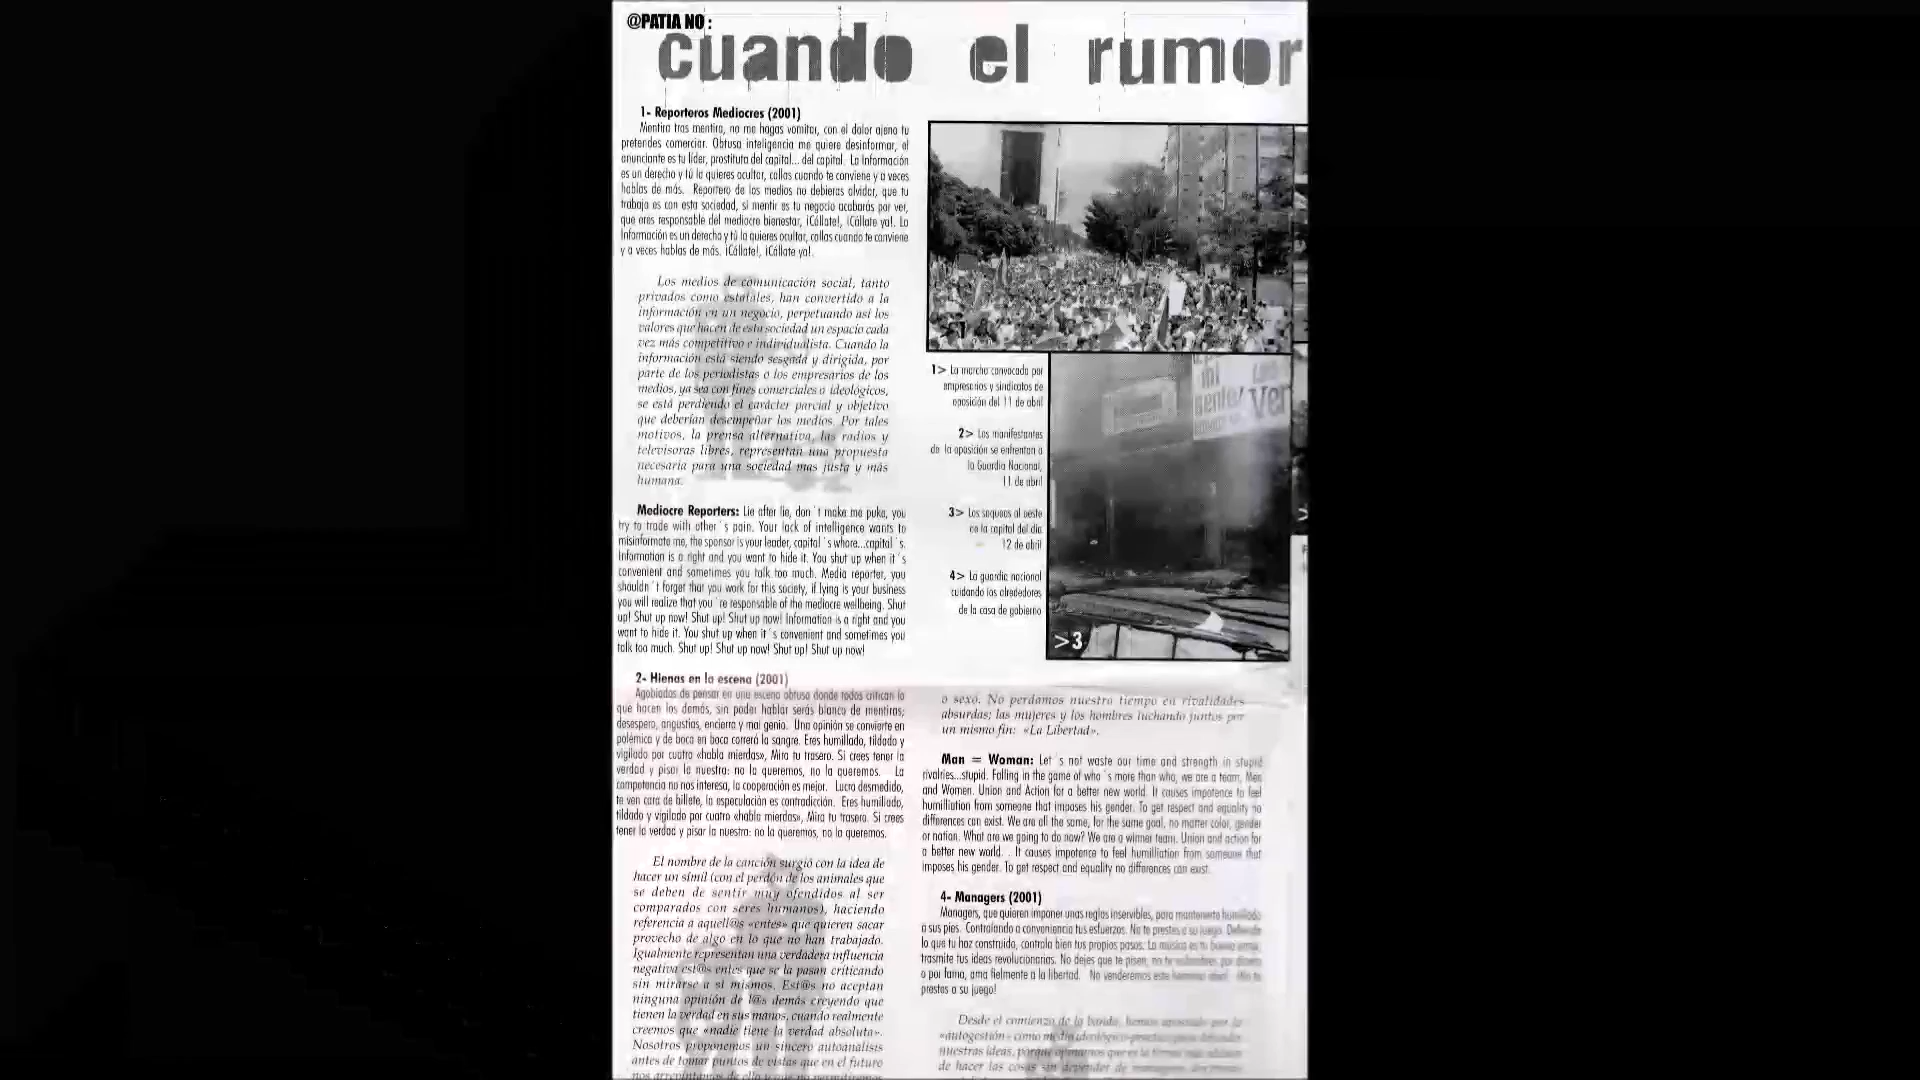 @PATIA NO :
cuando el rumor
1- Reporteros Mediocres (2001)
Mentira tras mentira, no me hagas vomitar, con el dolor ajeno tu
pretendes comerciar. Obtusa inteligencia me quiere desinformar, el
anunciante es tu líder, prostituta del capital... del capital. La Información
es un derecho y tú la quieres ocultar, callas cuando te conviene y a veces
hablas de más. Reportero de los medios no debieras olvidar, que tu
trabajo es con esta sociedad, si mentir es tu negocio acabarás por ver,
que eres responsable del mediocre bienestar, ¡Cállate!, ¡Cállate ya!. La
Información es un derecho y tú la quieres ocultar, callas cuando te conviene
y a veces hablas de más. ¡Cállate!, ¡Cállate ya!.
Los medios de comunicación social, tanto
privados como estatales, han convertido a la
información en un negocio, perpetuando así los
valores que hacen de esta sociedad un espacio cada
vez más competitivo e individualista. Cuando la
información está siendo sesgada y dirigida, por
parte de los periodistas o los empresarios de los
medios, ya sea con fines comerciales o ideológicos,
se está perdiendo el carácter parcial y objetivo
que deberían desempeñar los medios. Por tales
motivos, la prensa alternativa, las radios y
televisoras libres, representan una propuesta
necesaria para una sociedad mas justa y más
humana.
Mediocre Reporters: Lie after lie, don´t make me puke, you
try to trade with other´s pain. Your lack of intelligence wants to
misinformate me, the sponsor is your leader, capital´s whore...capital´s.
Information is a right and you want to hide it. You shut up when it´s
convenient and sometimes you talk too much. Media reporter, you
shouldn´t forget that you work for this society, if lying is your business
you will realize that you´re responsable of the mediocre wellbeing. Shut
up! Shut up now! Shut up! Shut up now! Information is a right and you
want to hide it. You shut up when it´s convenient and sometimes you
talk too much. Shut up! Shut up now! Shut up! Shut up now!
2- Hienas en la escena (2001)
Agobiados de pensar en una escena obtusa donde todos critican lo
que hacen los demás, sin poder hablar serás blanco de mentiras;
desespero, angustias, encierro y mal genio. Una opinión se convierte en
polémica y de boca en boca correrá la sangre. Eres humillado, tildado y
vigilado por cuatro «habla mierdas», Mira tu trasero. Si crees tener la
verdad y pisar la nuestra: no la queremos, no la queremos. La
competencia no nos interesa, la cooperación es mejor. Lucro desmedido,
te ven cara de billete, la especulación es contradicción. Eres humillado,
tildado y vigilado por cuatro «habla mierdas», Mira tu trasero. Si crees
tener la verdad y pisar la nuestra: no la queremos, no la queremos.
El nombre de la canción surgió con la idea de
hacer un símil (con el perdón de los animales que
se deben de sentir muy ofendidos al ser
comparados con seres humanos), haciendo
referencia a aquell@s «entes» que quieren sacar
provecho de algo en lo que no han trabajado.
Igualmente representan una verdadera influencia
negativa est@s entes que se la pasan criticando
sin mirarse a sí mismos. Est@s no aceptan
ninguna opinión de l@s demás creyendo que
tienen la verdad en sus manos, cuando realmente
creemos que «nadie tiene la verdad absoluta».
Nosotros proponemos un sincero autoanálisis
antes de tomar puntos de vistas que en el futuro
1> La marcha convocada por
empresarios y sindicatos de
oposición del 11 de abril
2> Los manifestantes
de la oposición se enfrentan a
la Guardia Nacional,
11 de abril
3> Los saqueos al oeste
de la capital del día
12 de abril
4> La guardia nacional
cuidando los alrededores
de la casa de gobierno
>3
o sexo. No perdamos nuestro tiempo en rivalidades
absurdas; las mujeres y los hombres luchando juntos por
un mismo fin: «La Libertad».
Man = Woman: Let´s not waste our time and strength in stupid
rivalries...stupid. Falling in the game of who´s more than who, we are a team, Men
and Women. Union and Action for a better new world. It causes impotence to feel
humilliation from someone that imposes his gender. To get respect and equality no
differences can exist. We are all the same, for the same goal, no matter color, gender
or nation. What are we going to do now? We are a winner team. Union and action for
a better new world. . It causes impotence to feel humilliation from someone that
imposes his gender. To get respect and equality no differences can exist.
4- Managers (2001)
Managers, que quieren imponer unas reglas inservibles, para mantenerte humillado
a sus pies. Controlando a conveniencia tus esfuerzos. No te prestes a su juego. Defiende
lo que tu haz construido, controla bien tus propios pasos. La música es tu buena arma,
trasmite tus ideas revolucionarias. No dejes que te pisen, no te por dinero
o por fama, ama fielmente a la libertad. No venderemos este ¡No te
prestes a su juego!
Desde el comienzo de la banda, hemos apostado por la
«autogestión» como medio ideológico-practico para defender
nuestras ideas, porque opinamos que es la forma más
de hacer las cosas sin depender de managers,